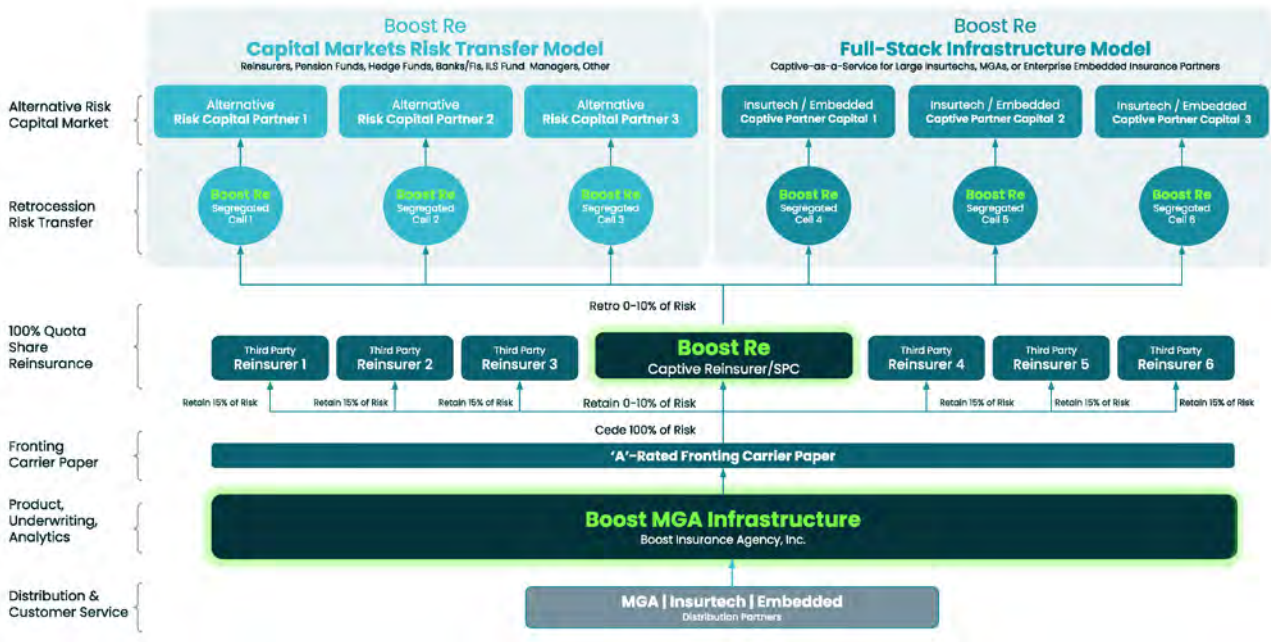 Boost Re
Capital Markets Risk Transfer Model
Reinsurers, Pension Funds, Hedge Funds, Banks/FIs, ILS Fund Managers, Other
Boost Re
Full-Stack Infrastructure Model
Captive-as-a-Service for Large Insurtechs, MGAs, or Enterprise Embedded Insurance Partners
Alternative Risk
Capital Market
Alternative
Risk Capital Partner 1
Alternative
Risk Capital Partner 2
Alternative
Risk Capital Partner 3
Insurtech / Embedded
Captive Partner Capital 1
Insurtech / Embedded
Captive Partner Capital 2
Insurtech / Embedded
Captive Partner Capital 3
Retrocession
Risk Transfer
Boost Re
Segregated
Cell 1
Boost Re
Segregated
Cell 2
Boost Re
Segregated
Cell 3
Boost Re
Segregated
Cell 4
Boost Re
Segregated
Cell 5
Boost Re
Segregated
Cell 6
Retro 0-10% of Risk
100% Quota
Share
Reinsurance
Third Party
Reinsurer 1
Third Party
Reinsurer 2
Third Party
Reinsurer 3
Boost Re
Captive Reinsurer/SPC
Third Party
Reinsurer 4
Third Party
Reinsurer 5
Third Party
Reinsurer 6
Retain 15% of Risk
Retain 15% of Risk
Retain 15% of Risk
Retain 0-10% of Risk
Retain 15% of Risk
Retain 15% of Risk
Retain 15% of Risk
Cede 100% of Risk
Fronting
Carrier Paper
'A'-Rated Fronting Carrier Paper
Product,
Underwriting,
Analytics
Boost MGA Infrastructure
Boost Insurance Agency, Inc.
Distribution &
Customer Service
MGA | Insurtech | Embedded
Distribution Partners